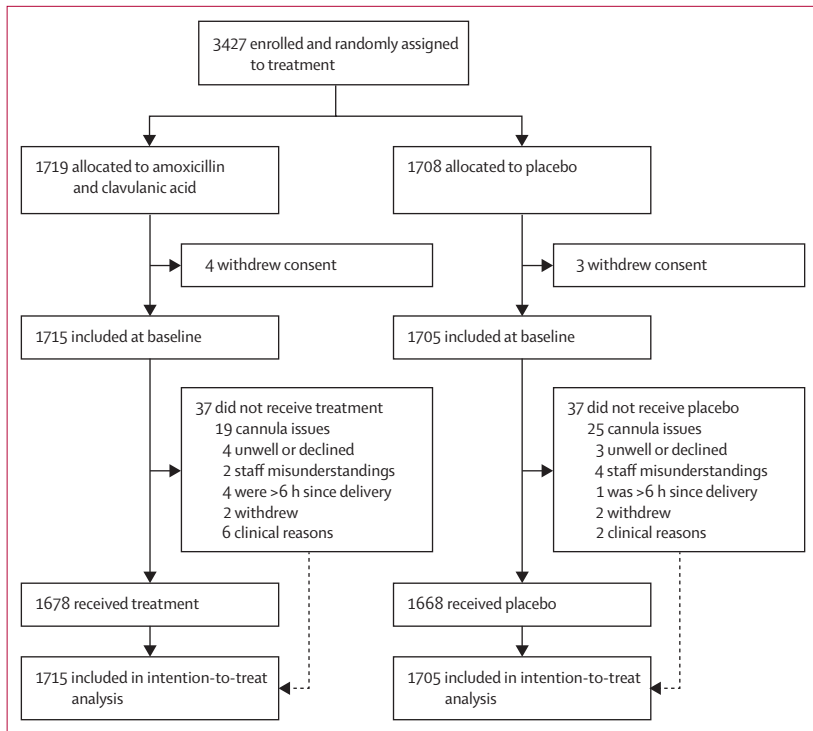 3427 enrolled and randomly assigned
to treatment
1719 allocated to amoxicillin
and clavulanic acid
1708 allocated to placebo
4 withdrew consent
3 withdrew consent
1715 included at baseline
1705 included at baseline
37 did not receive treatment
19 cannula issues
4 unwell or declined
2 staff misunderstandings
4 were >6 h since delivery
2 withdrew
6 clinical reasons
37 did not receive placebo
25 cannula issues
3 unwell or declined
4 staff misunderstandings
1 was >6 h since delivery
2 withdrew
2 clinical reasons
1678 received treatment
1668 received placebo
1715 included in intention-to-treat
analysis
1705 included in intention-to-treat
analysis